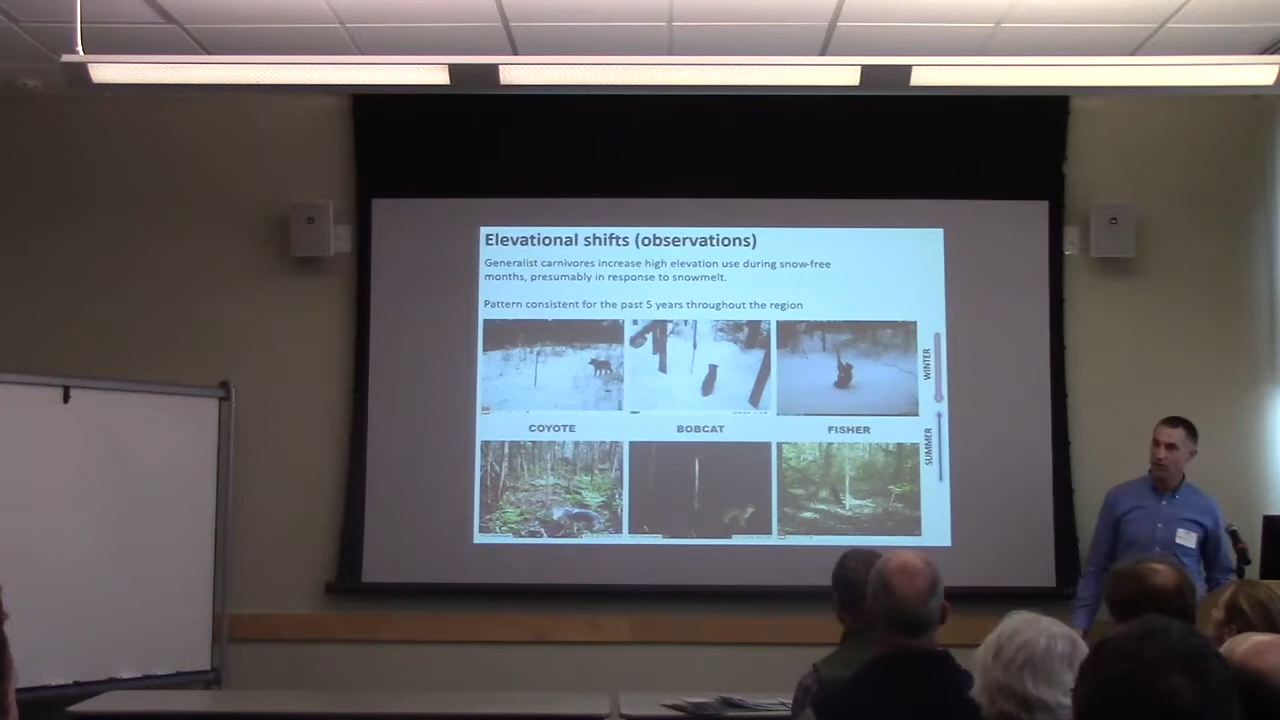 Elevational shifts (observations)
Generalist carnivores increase high elevation use during snow-free
months, presumably in response to snowmelt.
Pattern consistent for the past 5 years throughout the region
WINTER
COYOTE
BOBCAT
FISHER
SUMMER